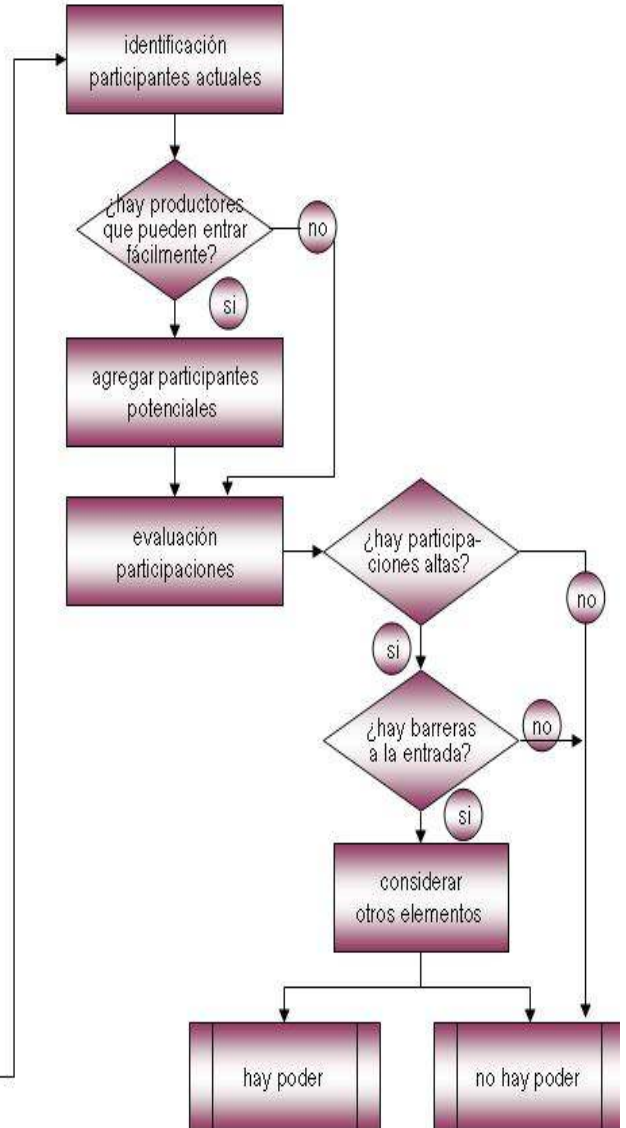 identificación
participantes actuales
¿hay productores
que pueden entrar
fácilmente?
no
si
agregar participantes
potenciales
evaluación
participaciones
¿hay participa-
ciones altas?
no
si
¿hay barreras
a la entrada?
no
si
considerar
otros elementos
hay poder
no hay poder